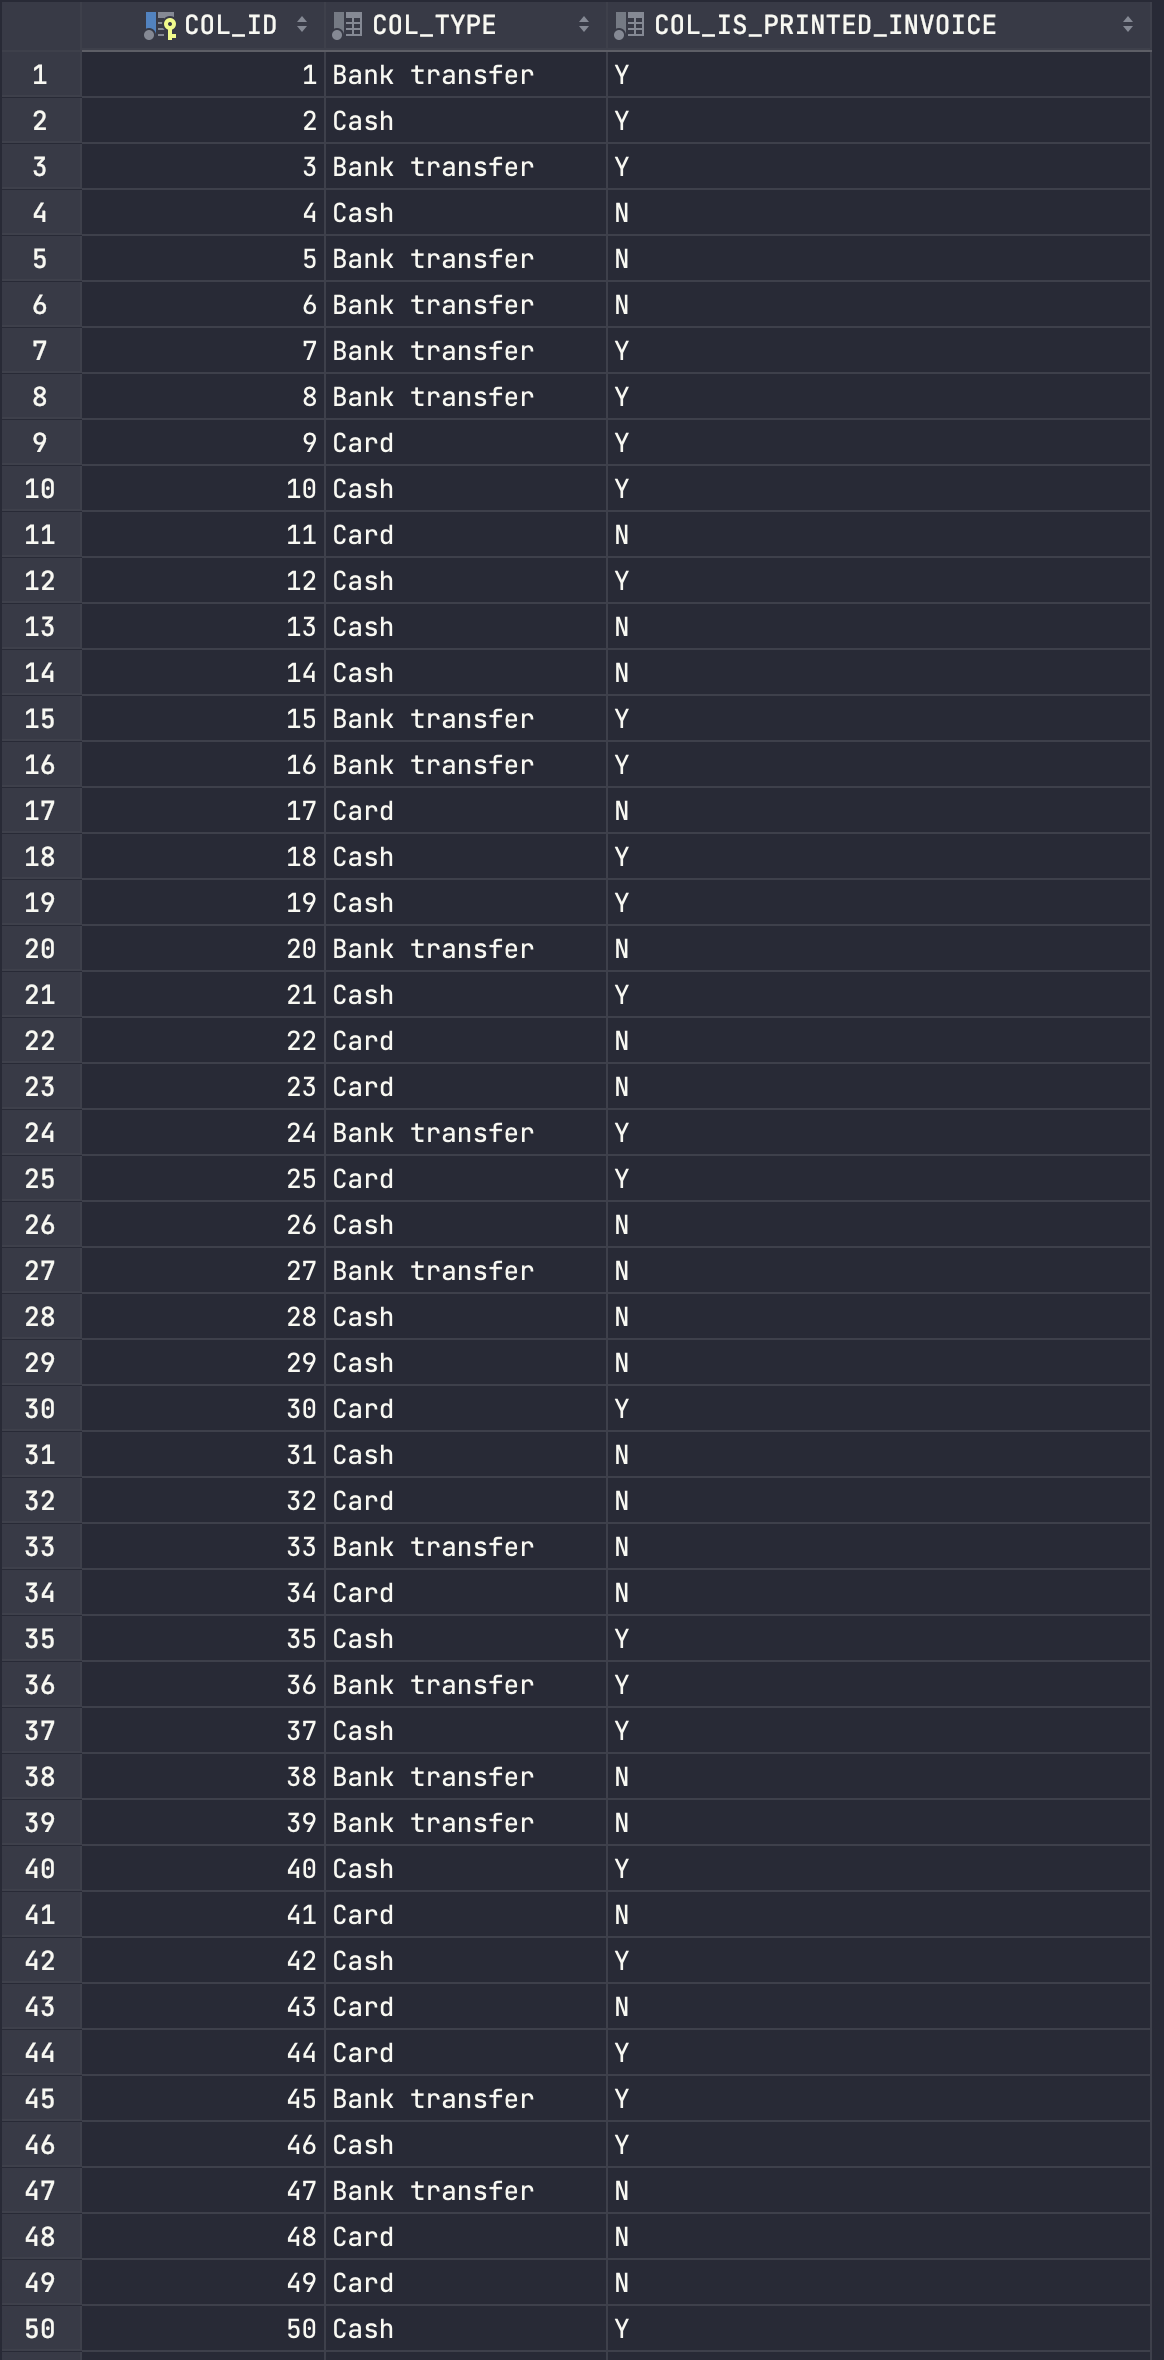 COL_ID COL_TYPE COL_IS_PRINTED_INVOICE
1 1 Bank transfer Y
2 2 Cash Y
3 3 Bank transfer Y
4 4 Cash N
5 5 Bank transfer N
6 6 Bank transfer N
7 7 Bank transfer Y
8 8 Bank transfer Y
9 9 Card Y
10 10 Cash Y
11 11 Card N
12 12 Cash Y
13 13 Cash N
14 14 Cash N
15 15 Bank transfer Y
16 16 Bank transfer Y
17 17 Card N
18 18 Cash Y
19 19 Cash Y
20 20 Bank transfer N
21 21 Cash Y
22 22 Card N
23 23 Card N
24 24 Bank transfer Y
25 25 Card Y
26 26 Cash N
27 27 Bank transfer N
28 28 Cash N
29 29 Cash N
30 30 Card Y
31 31 Cash N
32 32 Card N
33 33 Bank transfer N
34 34 Card N
35 35 Cash Y
36 36 Bank transfer Y
37 37 Cash Y
38 38 Bank transfer N
39 39 Bank transfer N
40 40 Cash Y
41 41 Card N
42 42 Cash Y
43 43 Card N
44 44 Card Y
45 45 Bank transfer Y
46 46 Cash Y
47 47 Bank transfer N
48 48 Card N
49 49 Card N
50 50 Cash Y